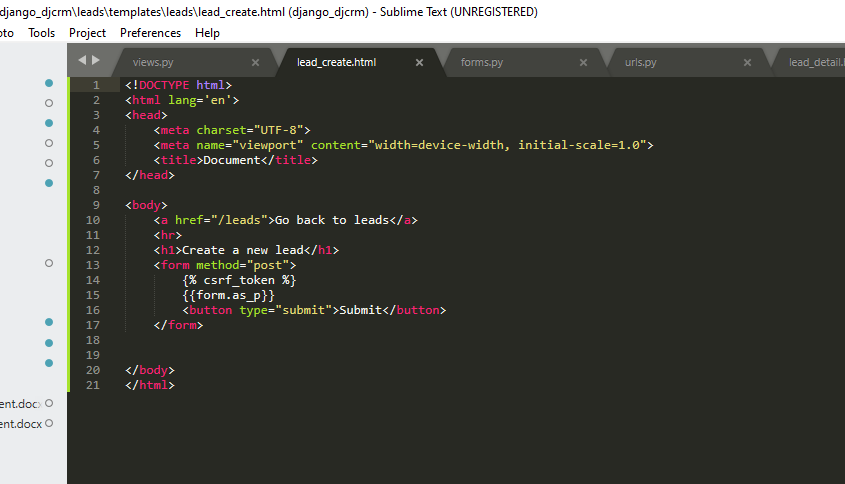 django_djcrm\leads\templates\leads\lead_create.html (django_djcrm) - Sublime Text (UNREGISTERED)
oto Tools Project Preferences Help
views.py × lead_create.html × forms.py × urls.py × lead_detail.h
1 <!DOCTYPE html>
2 <html lang='en'>
3 <head>
4     <meta charset="UTF-8">
5     <meta name="viewport" content="width=device-width, initial-scale=1.0">
6     <title>Document</title>
7 </head>
8
9 <body>
10     <a href="/leads">Go back to leads</a>
11     <hr>
12     <h1>Create a new lead</h1>
13     <form method="post">
14         {% csrf_token %}
15         {{form.as_p}}
16         <button type="submit">Submit</button>
17     </form>
18
19
20 </body>
21 </html>
ent.docx
ent.docx